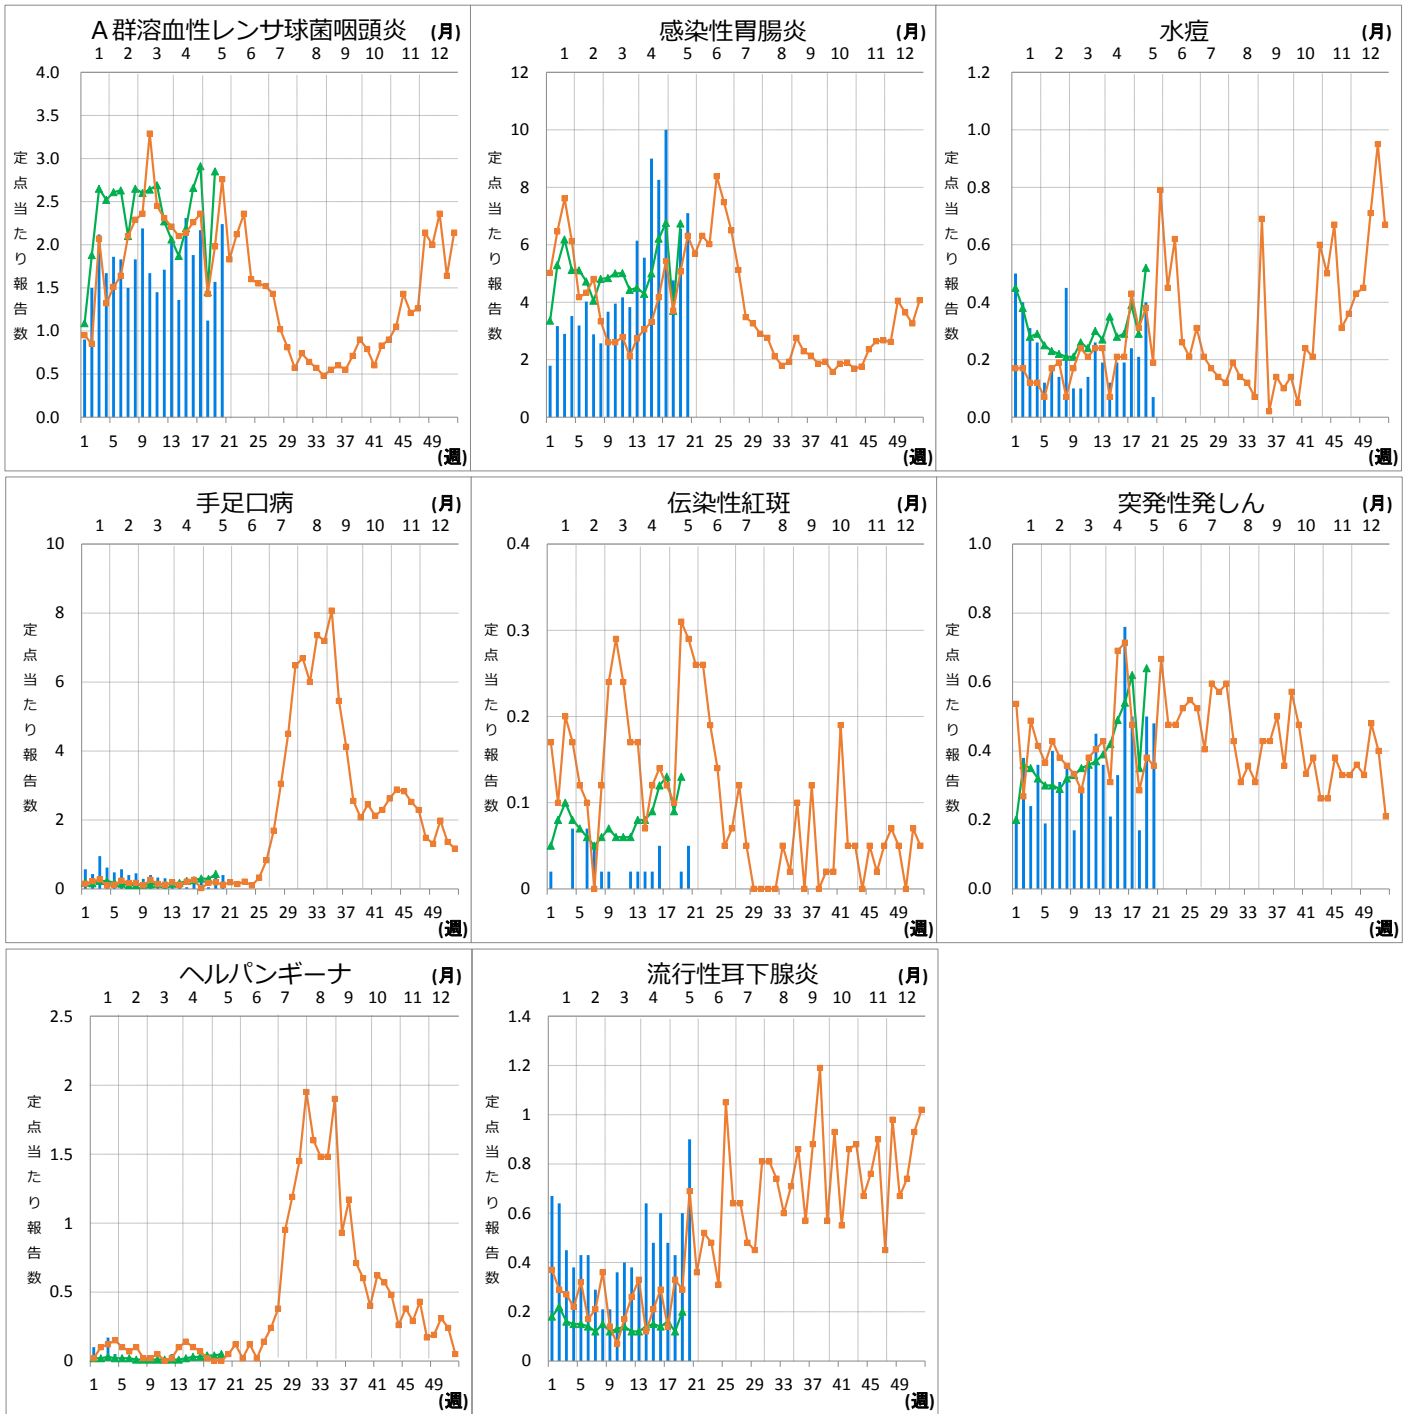 A群溶血性レンサ球菌咽頭炎 (月)
1 2 3 4 5 6 7 8 9 10 11 12
4.0
3.5
3.0
2.5
2.0
1.5
1.0
0.5
0.0
定点当たり報告数
1 5 9 13 17 21 29 33 37 41 45 49
(週)
感染性胃腸炎 (月)
1 2 3 4 5 6 7 8 9 10 11 12
12
10
8
6
4
2
0
定点当たり報告数
1 5 9 13 17 21 29 33 37 41 45 49
(週)
水痘 (月)
1 2 3 4 5 6 7 8 9 10 11 12
1.2
1.0
0.8
0.6
0.4
0.2
0.0
定点当たり報告数
1 5 9 13 17 21 29 33 37 41 45 49
(週)
手足口病 (月)
1 2 3 4 5 6 7 8 9 10 11 12
10
8
6
4
2
0
定点当たり報告数
1 5 9 13 17 21 29 33 37 41 45 49
(週)
伝染性紅斑 (月)
1 2 3 4 5 6 7 8 9 10 11 12
0.4
0.3
0.2
0.1
0
定点当たり報告数
1 5 9 13 17 21 25 29 33 37 41 45 49
(週)
突発性発しん (月)
1 2 3 4 5 6 7 8 9 10 11 12
1.0
0.8
0.6
0.4
0.2
0.0
定点当たり報告数
1 5 9 13 17 21 25 29 33 37 41 45 49
(週)
ヘルパンギーナ (月)
1 2 3 4 5 6 7 8 9 10 11 12
2.5
2
1.5
1
0.5
0
定点当たり報告数
1 5 9 13 17 21 25 29 33 37 41 45 49
(週)
流行性耳下腺炎 (月)
1 2 3 4 5 6 7 8 9 10 11 12
1.4
1.2
1
0.8
0.6
0.4
0.2
0
定点当たり報告数
1 5 9 13 17 21 25 29 33 37 41 45 49
(週)